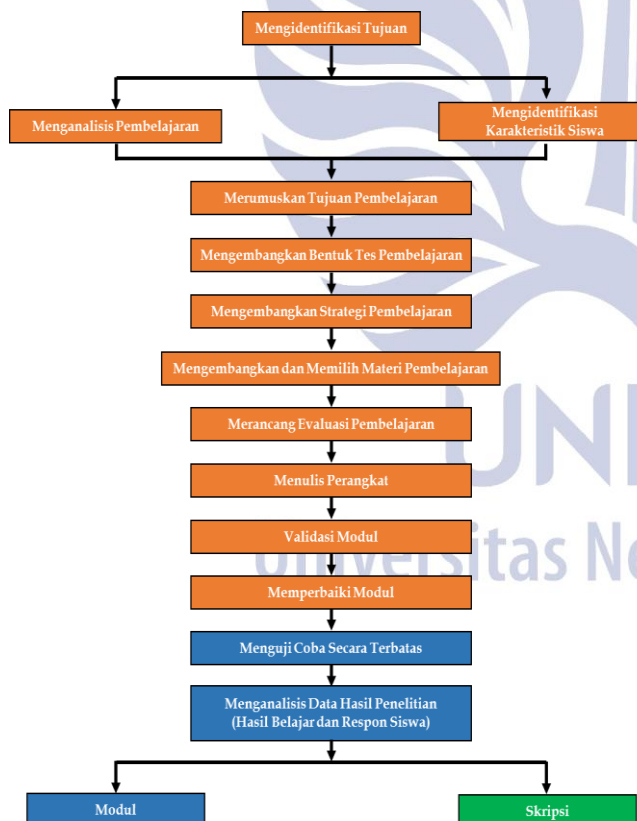 Mengidentifikasi Tujuan
Menganalisis Pembelajaran
Mengidentifikasi
Karakteristik Siswa
Merumuskan Tujuan Pembelajaran
Mengembangkan Bentuk Tes Pembelajaran
Mengembangkan Strategi Pembelajaran
Mengembangkan dan Memilih Materi Pembelajaran
Merancang Evaluasi Pembelajaran
UNE
Menulis Perangkat
Validasi Modul
Universitas Ne
Memperbaiki Modul
Menguji Coba Secara Terbatas
Menganalisis Data Hasil Penelitian
(Hasil Belajar dan Respon Siswa)
Modul
Skripsi